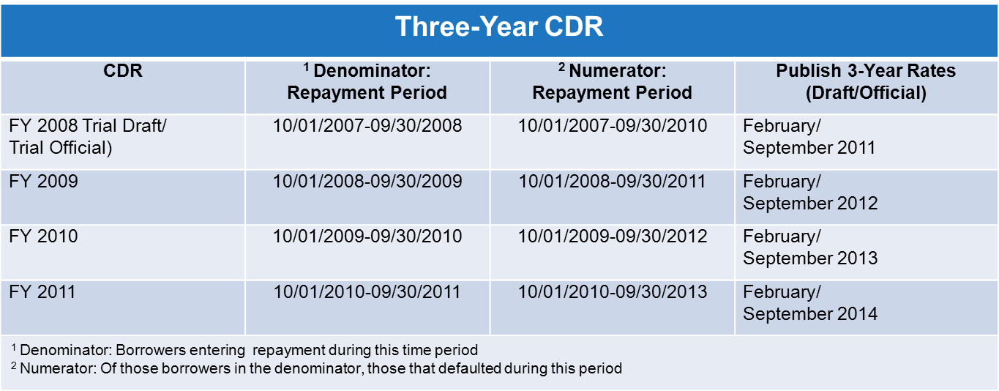 Three-Year CDR
CDR
1 Denominator:
Repayment Period
2 Numerator:
Repayment Period
Publish 3-Year Rates
(Draft/Official)
FY 2008 Trial Draft/
Trial Official)
10/01/2007-09/30/2008
10/01/2007-09/30/2010
February/
September 2011
FY 2009
10/01/2008-09/30/2009
10/01/2008-09/30/2011
February/
September 2012
FY 2010
10/01/2009-09/30/2010
10/01/2009-09/30/2012
February/
September 2013
FY 2011
10/01/2010-09/30/2011
10/01/2010-09/30/2013
February/
September 2014
1 Denominator: Borrowers entering  repayment during this time period
2 Numerator: Of those borrowers in the denominator, those that defaulted during this period